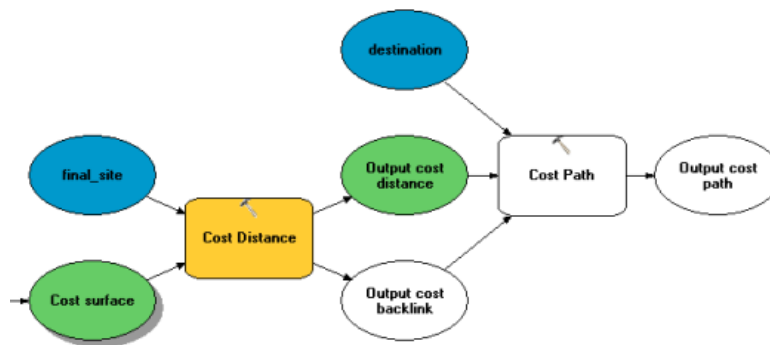 destination
final_site
Output cost
distance
Cost Path
Output cost
path
Cost Distance
Cost surface
Output cost
backlink